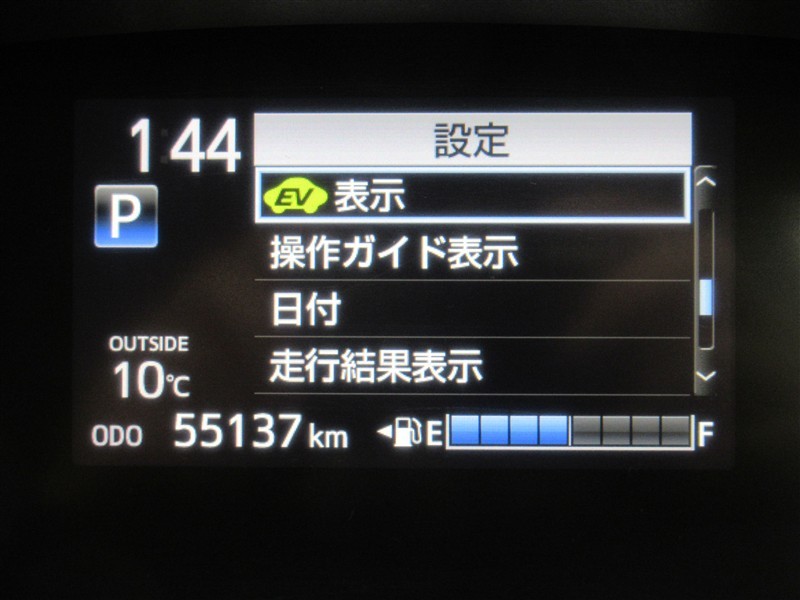 1:44
設定
P
EV 表示
操作ガイド表示
日付
走行結果表示
OUTSIDE
10℃
ODO 55137 km
E F